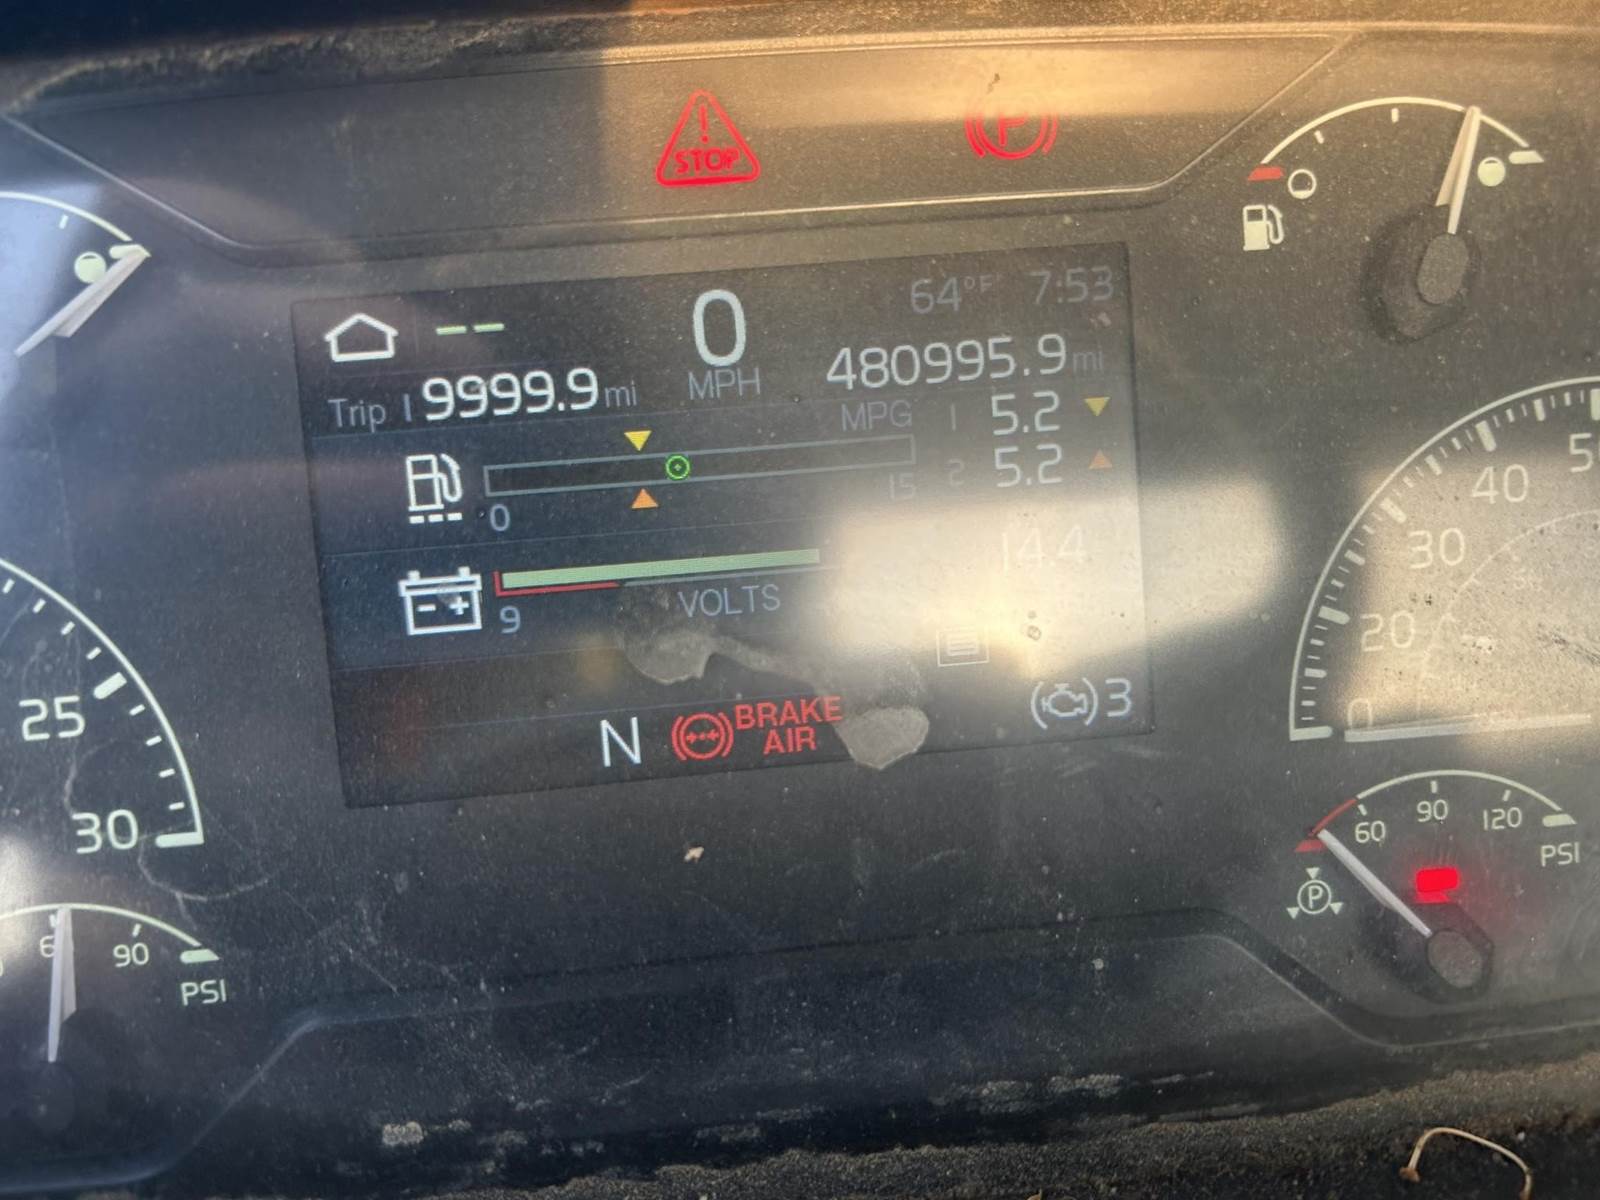 STOP
P
64°F 7:53
-- 0
480995.9 mi
Trip 1 9999.9 mi MPH
MPG 1 5.2
2 5.2
0 15
14.4
9 VOLTS
N BRAKE
AIR
3
25
30
90
PSI
50
40
30
20
0
60 90 120
PSI
P